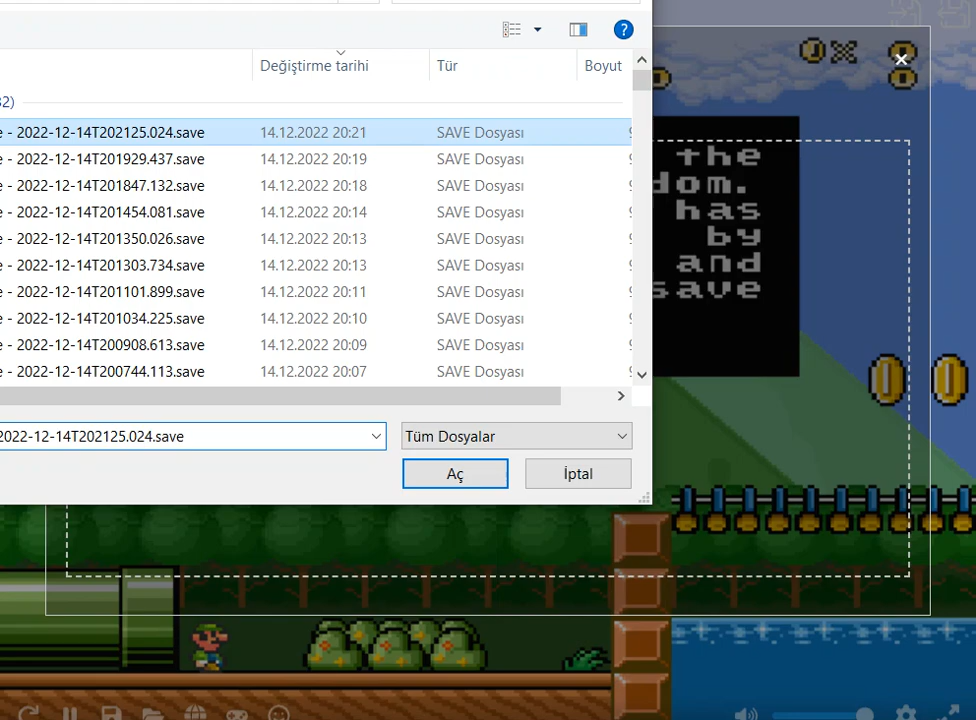 Değiştirme tarihi Tür Boyut
32)
e - 2022-12-14T202125.024.save 14.12.2022 20:21 SAVE Dosyası
e - 2022-12-14T201929.437.save 14.12.2022 20:19 SAVE Dosyası
e - 2022-12-14T201847.132.save 14.12.2022 20:18 SAVE Dosyası
e - 2022-12-14T201454.081.save 14.12.2022 20:14 SAVE Dosyası
e - 2022-12-14T201350.026.save 14.12.2022 20:13 SAVE Dosyası
e - 2022-12-14T201303.734.save 14.12.2022 20:13 SAVE Dosyası
e - 2022-12-14T201101.899.save 14.12.2022 20:11 SAVE Dosyası
e - 2022-12-14T201034.225.save 14.12.2022 20:10 SAVE Dosyası
e - 2022-12-14T200908.613.save 14.12.2022 20:09 SAVE Dosyası
e - 2022-12-14T200744.113.save 14.12.2022 20:07 SAVE Dosyası
2022-12-14T202125.024.save Tüm Dosyalar
Aç İptal
the
dom.
has
by
and
save